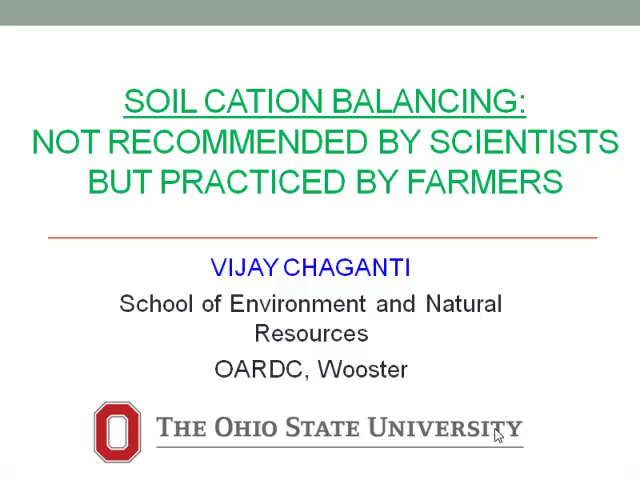 SOIL CATION BALANCING:
NOT RECOMMENDED BY SCIENTISTS
BUT PRACTICED BY FARMERS
VIJAY CHAGANTI
School of Environment and Natural
Resources
OARDC, Wooster
THE OHIO STATE UNIVERSITY